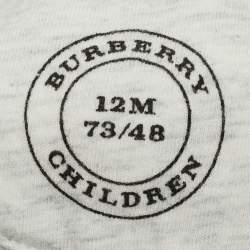 BURBERRY
12M
73/48
CHILDREN